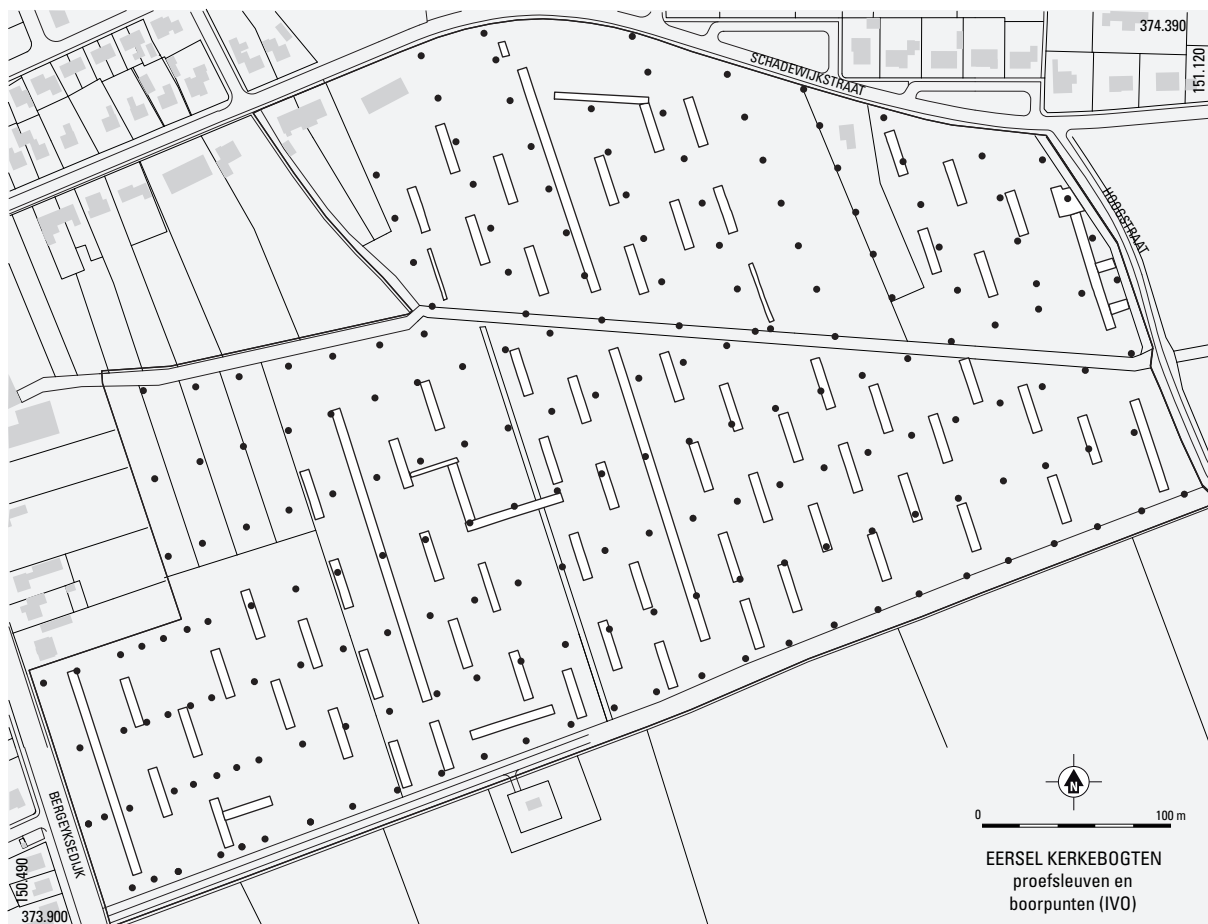 374.390
151.120
SCHADEWIJKSTRAAT
HOOGSTRAAT
BERGEYKSEDIJK
150.490
373.900
N
0 100 m
EERSEL KERKEBOGTEN
proefsleuven en
boorpunten (IVO)